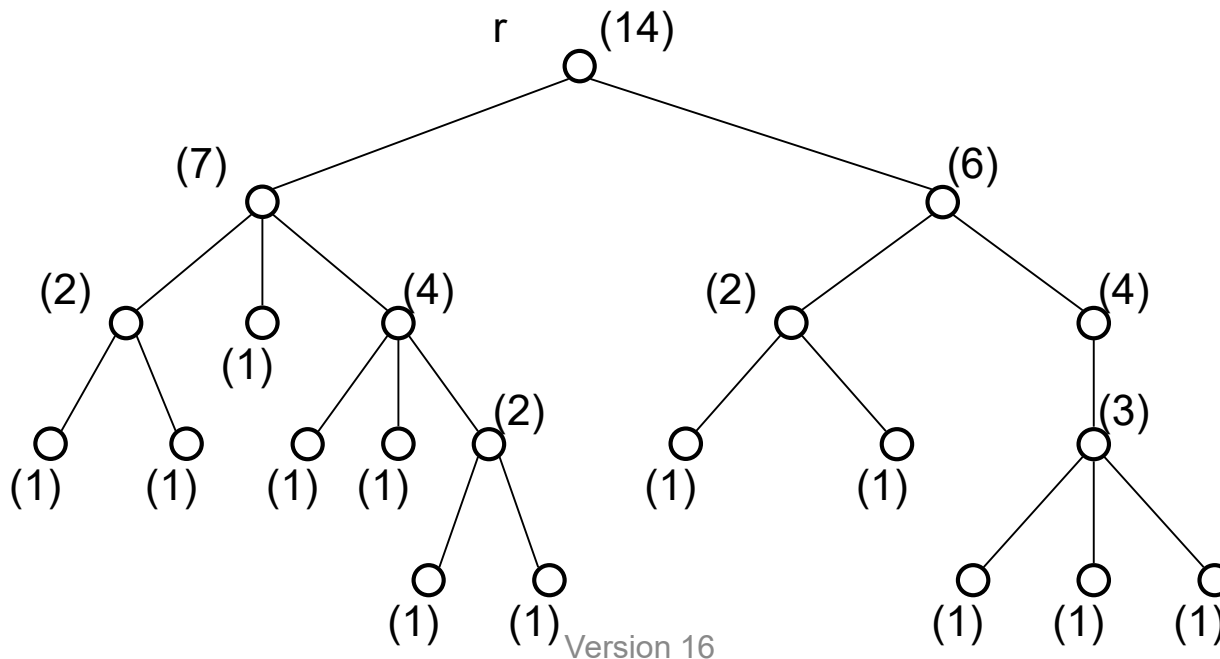 r (14)
(7) (6)
(2) (4) (2) (4)
(1)
(2) (3)
(1) (1) (1) (1) (1) (1)
(1) (1) (1) (1) (1)
Version 16